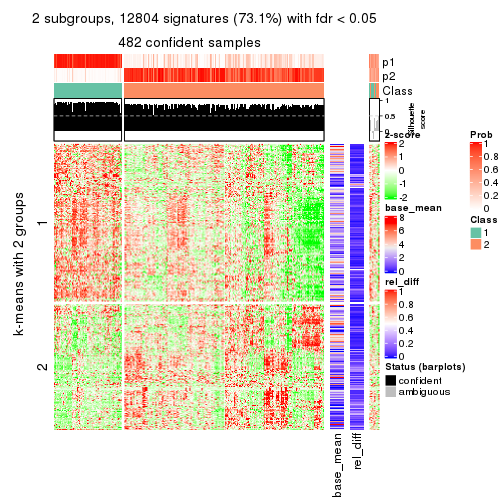 2 subgroups, 12804 signatures (73.1%) with fdr < 0.05
482 confident samples
p1
p2
Class
1
0.5
0
Silhouette
score
k-means with 2 groups
1
2
z-score
2
1
0
-1
-2
base_mean
8
6
4
2
0
rel_diff
1
0.8
0.6
0.4
0.2
0
Status (barplots)
confident
ambiguous
Prob
1
0.8
0.6
0.4
0.2
0
Class
1
2
base_mean
rel_diff